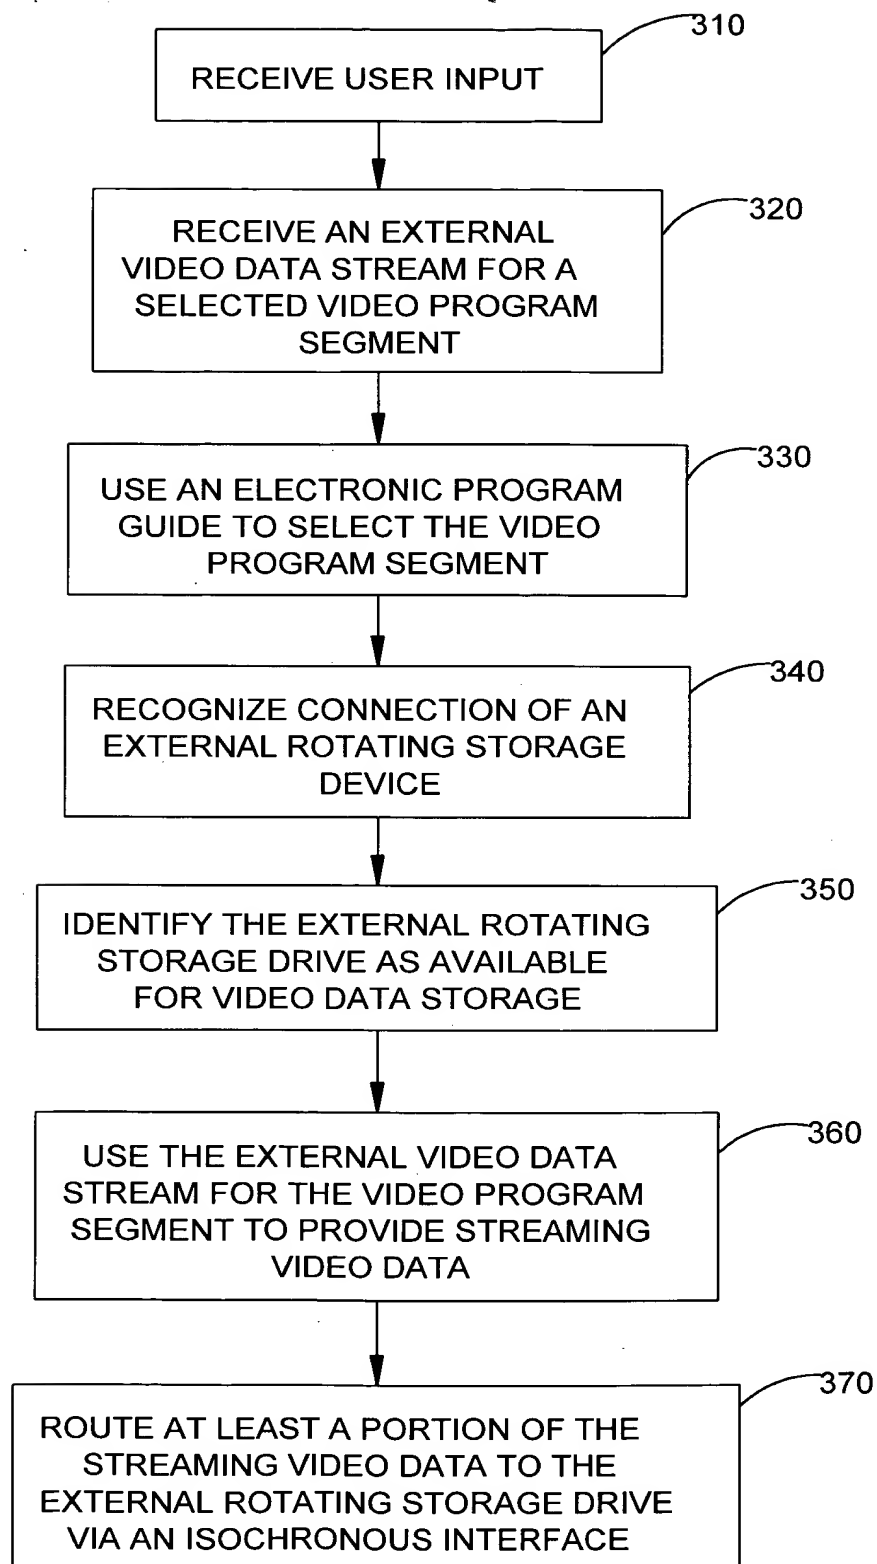 310
RECEIVE USER INPUT
320
RECEIVE AN EXTERNAL
VIDEO DATA STREAM FOR A
SELECTED VIDEO PROGRAM
SEGMENT
330
USE AN ELECTRONIC PROGRAM
GUIDE TO SELECT THE VIDEO
PROGRAM SEGMENT
340
RECOGNIZE CONNECTION OF AN
EXTERNAL ROTATING STORAGE
DEVICE
350
IDENTIFY THE EXTERNAL ROTATING
STORAGE DRIVE AS AVAILABLE
FOR VIDEO DATA STORAGE
360
USE THE EXTERNAL VIDEO DATA
STREAM FOR THE VIDEO PROGRAM
SEGMENT TO PROVIDE STREAMING
VIDEO DATA
370
ROUTE AT LEAST A PORTION OF THE
STREAMING VIDEO DATA TO THE
EXTERNAL ROTATING STORAGE DRIVE
VIA AN ISOCHRONOUS INTERFACE